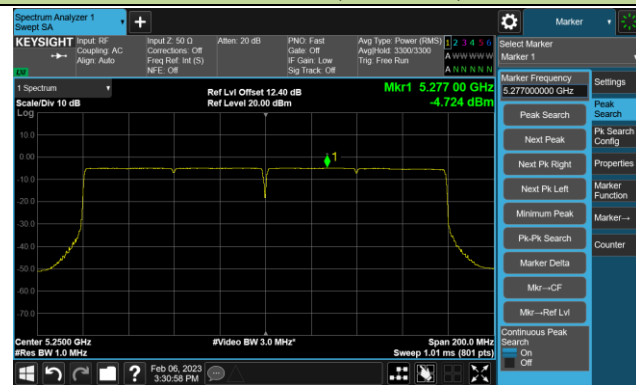 Spectrum Analyzer 1
Swept SA
Marker
KEYSIGHT
Input: RF
Coupling: AC
Align: Auto
Input Z: 50 Ω
Corrections: Off
Freq Ref: Int (S)
NFE: Off
Atten: 20 dB
PNO: Fast
Gate: Off
IF Gain: Low
Sig Track: Off
Avg Type: Power (RMS)
Avg|Hold: 3300/3300
Trig: Free Run
1 2 3 4 5 6
A W W W W W
A N N N N N
Select Marker
Marker 1
LVI
1 Spectrum
Scale/Div 10 dB
Log
Ref Lvl Offset 12.40 dB
Ref Level 20.00 dBm
Mkr1 5.277 00 GHz
-4.724 dBm
10.0
0.00
-10.0
-20.0
-30.0
-40.0
-50.0
-60.0
-70.0
1
Center 5.2500 GHz
#Res BW 1.0 MHz
#Video BW 3.0 MHz*
Span 200.0 MHz
Sweep 1.01 ms (801 pts)
Marker Frequency
5.277000000 GHz
Peak Search
Next Peak
Next Pk Right
Next Pk Left
Minimum Peak
Pk-Pk Search
Marker Delta
Mkr→CF
Mkr→Ref Lvl
Continuous Peak
Search
On
Off
Settings
Peak
Search
Pk Search
Config
Properties
Marker
Function
Marker→
Counter
?
Feb 06, 2023
3:30:58 PM